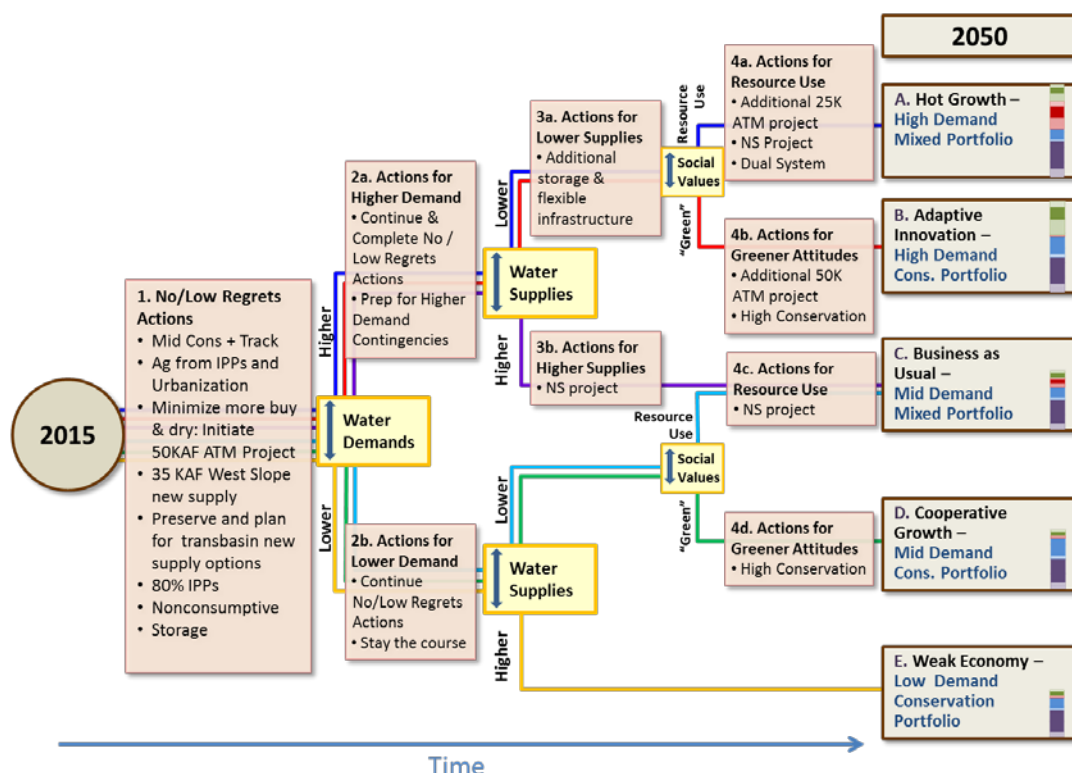 2015
1. No/Low Regrets
Actions
• Mid Cons + Track
• Ag from IPPs and
Urbanization
• Minimize more buy
& dry: Initiate
50KAF ATM Project
• 35 KAF West Slope
new supply
• Preserve and plan
for transbasin new
supply options
• 80% IPPs
• Nonconsumptive
• Storage
Higher
Water
Demands
Lower
2a. Actions for
Higher Demand
• Continue &
Complete No /
Low Regrets
Actions
• Prep for Higher
Demand
Contingencies
2b. Actions for
Lower Demand
• Continue
No/Low Regrets
Actions
• Stay the course
Lower
Water
Supplies
Higher
Lower
Water
Supplies
Higher
3a. Actions for
Lower Supplies
• Additional
storage &
flexible
infrastructure
3b. Actions for
Higher Supplies
• NS project
Resource
Use
Social
Values
"Green"
Resource
Use
Social
Values
"Green"
4a. Actions for
Resource Use
• Additional 25K
ATM project
• NS Project
• Dual System
4b. Actions for
Greener Attitudes
• Additional 50K
ATM project
• High Conservation
4c. Actions for
Resource Use
• NS project
4d. Actions for
Greener Attitudes
• High Conservation
2050
A. Hot Growth –
High Demand
Mixed Portfolio
B. Adaptive
Innovation –
High Demand
Cons. Portfolio
C. Business as
Usual –
Mid Demand
Mixed Portfolio
D. Cooperative
Growth –
Mid Demand
Cons. Portfolio
E. Weak Economy –
Low Demand
Conservation
Portfolio
Time